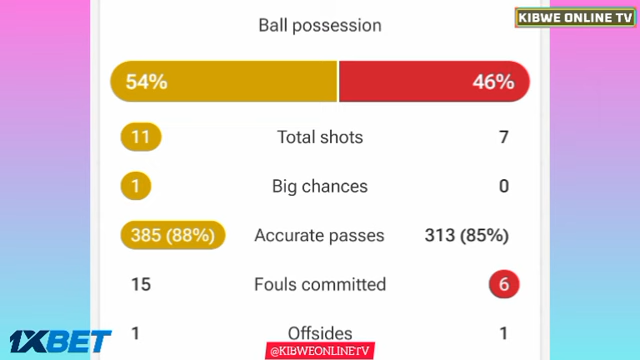 KIBWE ONLINE TV
Ball possession
54% 46%
11 Total shots 7
1 Big chances 0
385 (88%) Accurate passes 313 (85%)
15 Fouls committed 6
1 Offsides 1
1XBET
@KIBWEONLINETV